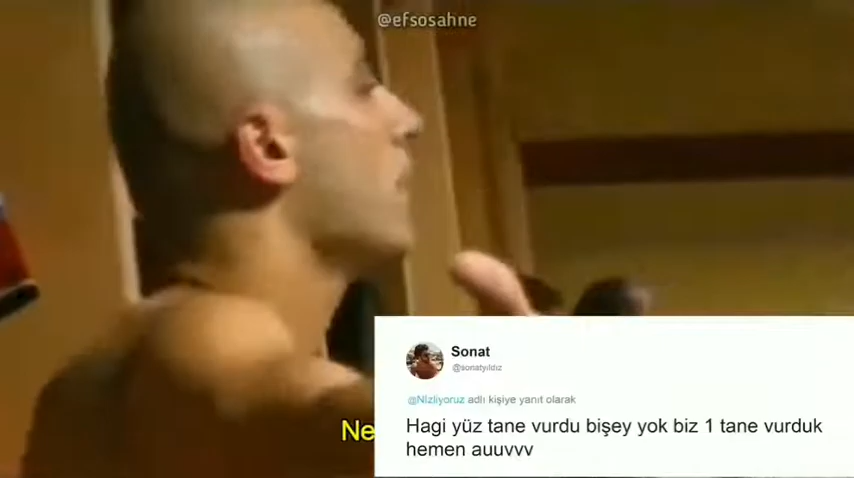 @efsosahne
Sonat
@sonatyıldız
@NIzliyoruz adlı kişiye yanıt olarak
Hagi yüz tane vurdu bişey yok biz 1 tane vurduk
hemen auuvvv
Ne